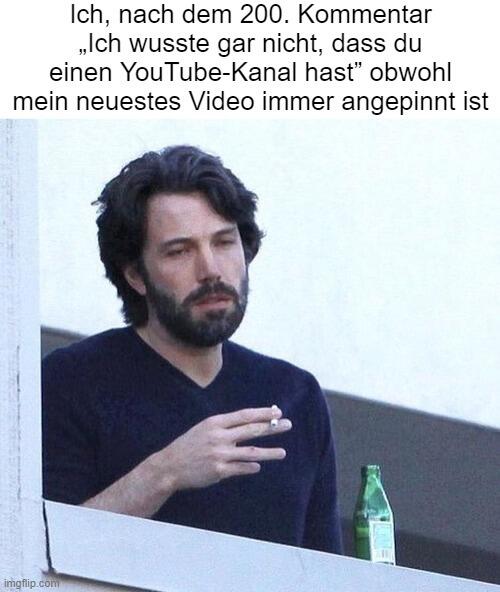 Ich, nach dem 200. Kommentar
„Ich wusste gar nicht, dass du
einen YouTube-Kanal hast” obwohl
mein neuestes Video immer angepinnt ist
imgflip.com